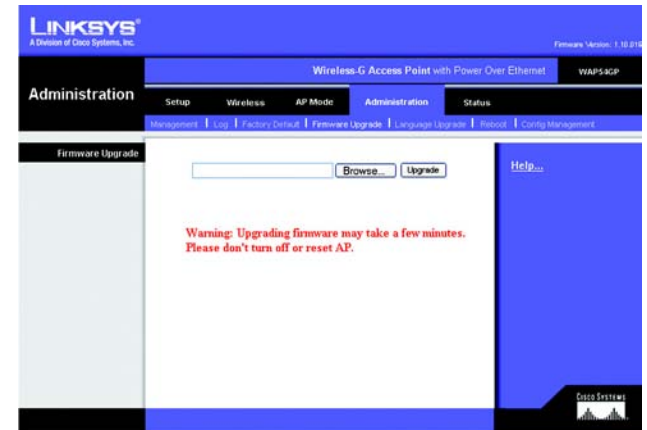 LINKSYS®
A Division of Cisco Systems, Inc.
Firmware Version: 1.10.01
Wireless-G Access Point with Power Over Ethernet
WAP54GP
Administration
Setup Wireless AP Mode Administration Status
Management | Log | Factory Default | Firmware Upgrade | Language Upgrade | Reboot | Config Management
Firmware Upgrade
Browse... Upgrade
Help...
Warning: Upgrading firmware may take a few minutes.
Please don't turn off or reset AP.
CISCO SYSTEMS